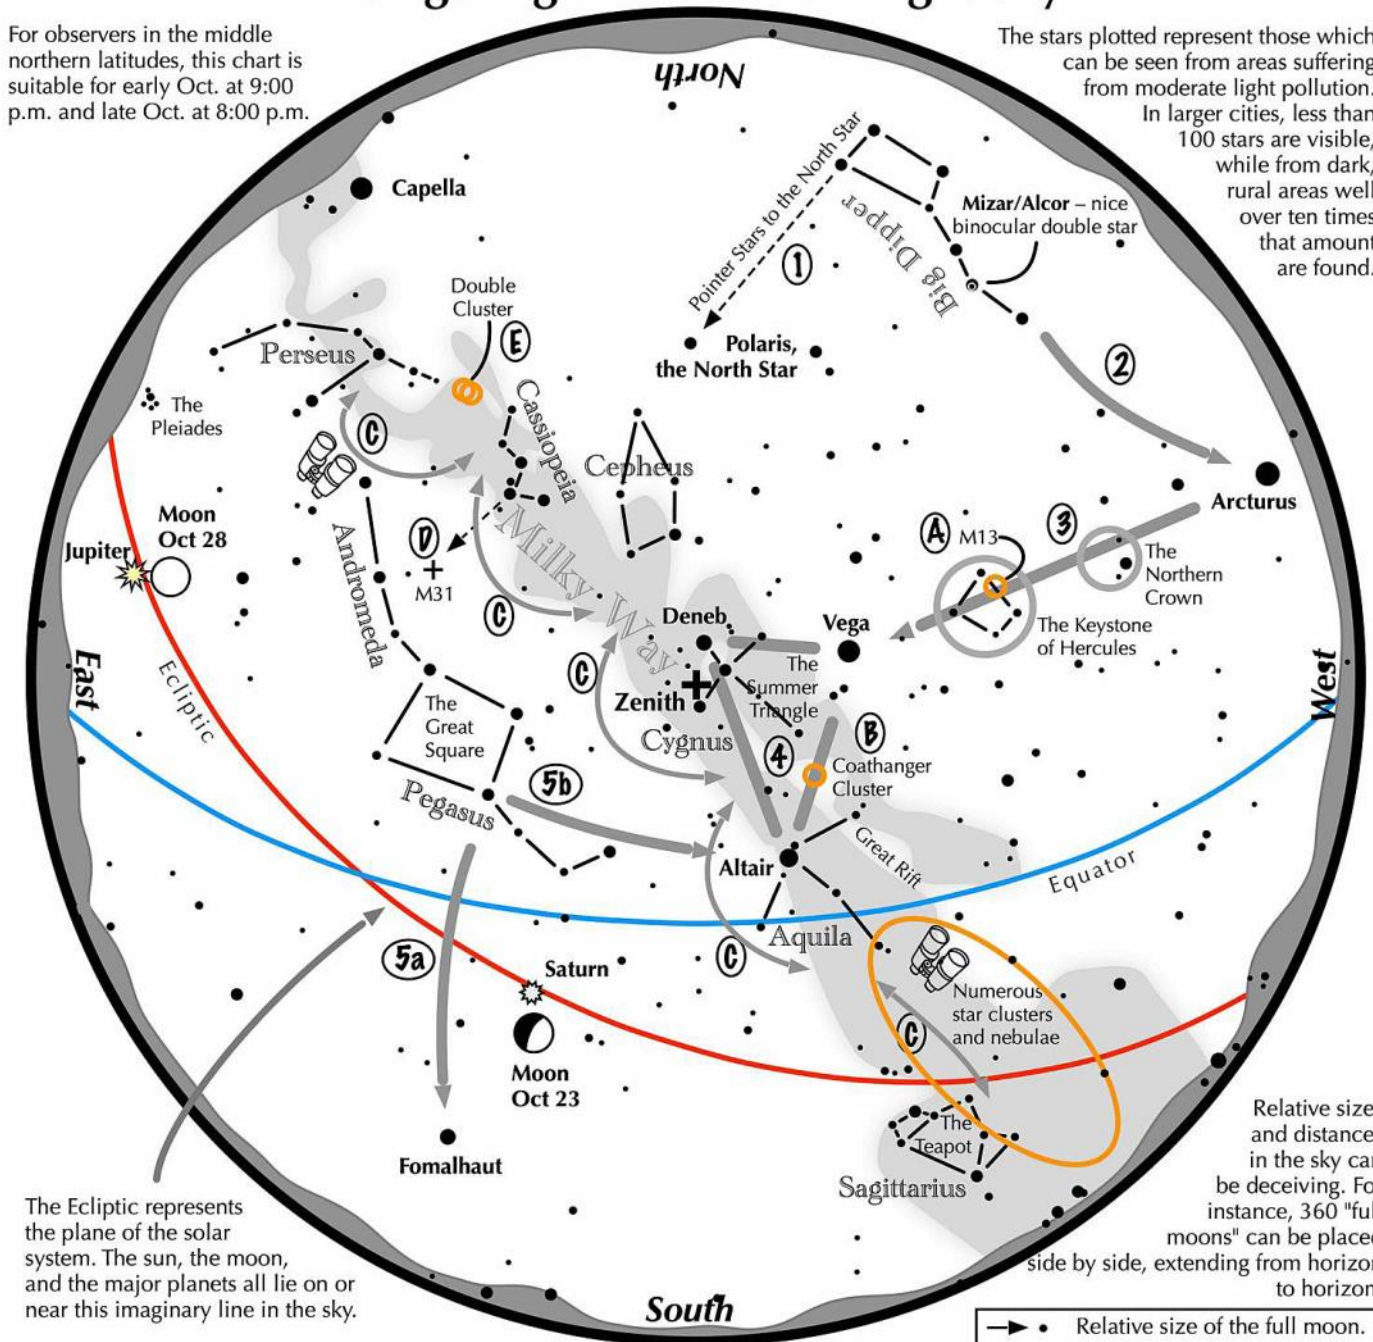 For observers in the middle
northern latitudes, this chart is
suitable for early Oct. at 9:00
p.m. and late Oct. at 8:00 p.m.
The stars plotted represent those which
can be seen from areas suffering
from moderate light pollution.
In larger cities, less than
100 stars are visible,
while from dark,
rural areas well
over ten times
that amount
are found.
North
Capella
Pointer Stars to the North Star
1
Big Dipper
Mizar/Alcor – nice
binocular double star
Double
Cluster
E
Perseus
Polaris,
the North Star
2
The
Pleiades
C
Cassiopeia
Cepheus
Arcturus
Moon
Oct 28
Jupiter
Andromeda
D
M31
Milky Way
A
M13
3
The
Northern
Crown
C
Deneb
Vega
The Keystone
of Hercules
East
Ecliptic
C
The
Summer
Triangle
West
Zenith
The
Great
Square
Cygnus
4
B
Coathanger
Cluster
Pegasus
5b
Altair
Great Rift
Equator
Aquila
5a
Saturn
C
Numerous
star clusters
and nebulae
C
Moon
Oct 23
The
Teapot
Fomalhaut
Sagittarius
The Ecliptic represents
the plane of the solar
system. The sun, the moon,
and the major planets all lie on or
near this imaginary line in the sky.
Relative size
and distance
in the sky can
be deceiving. For
instance, 360 "full
moons" can be placed
side by side, extending from horizon
to horizon
South
Relative size of the full moon.